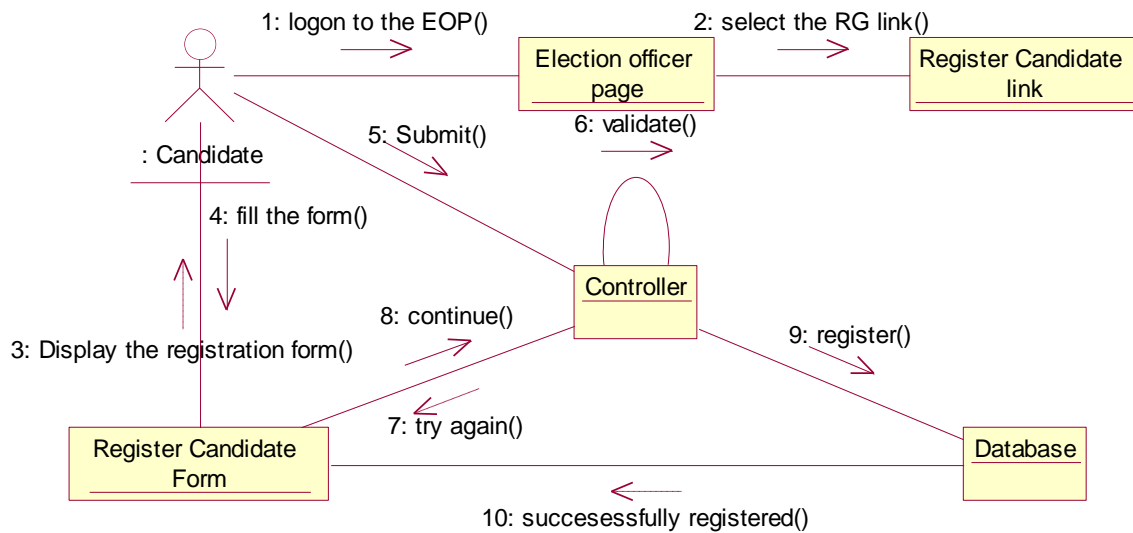 1: logon to the EOP()
2: select the RG link()
Election officer
page
Register Candidate
link
6: validate()
5: Submit()
: Candidate
4: fill the form()
Controller
8: continue()
9: register()
3: Display the registration form()
7: try again()
Register Candidate
Form
Database
10: succesessfully registered()